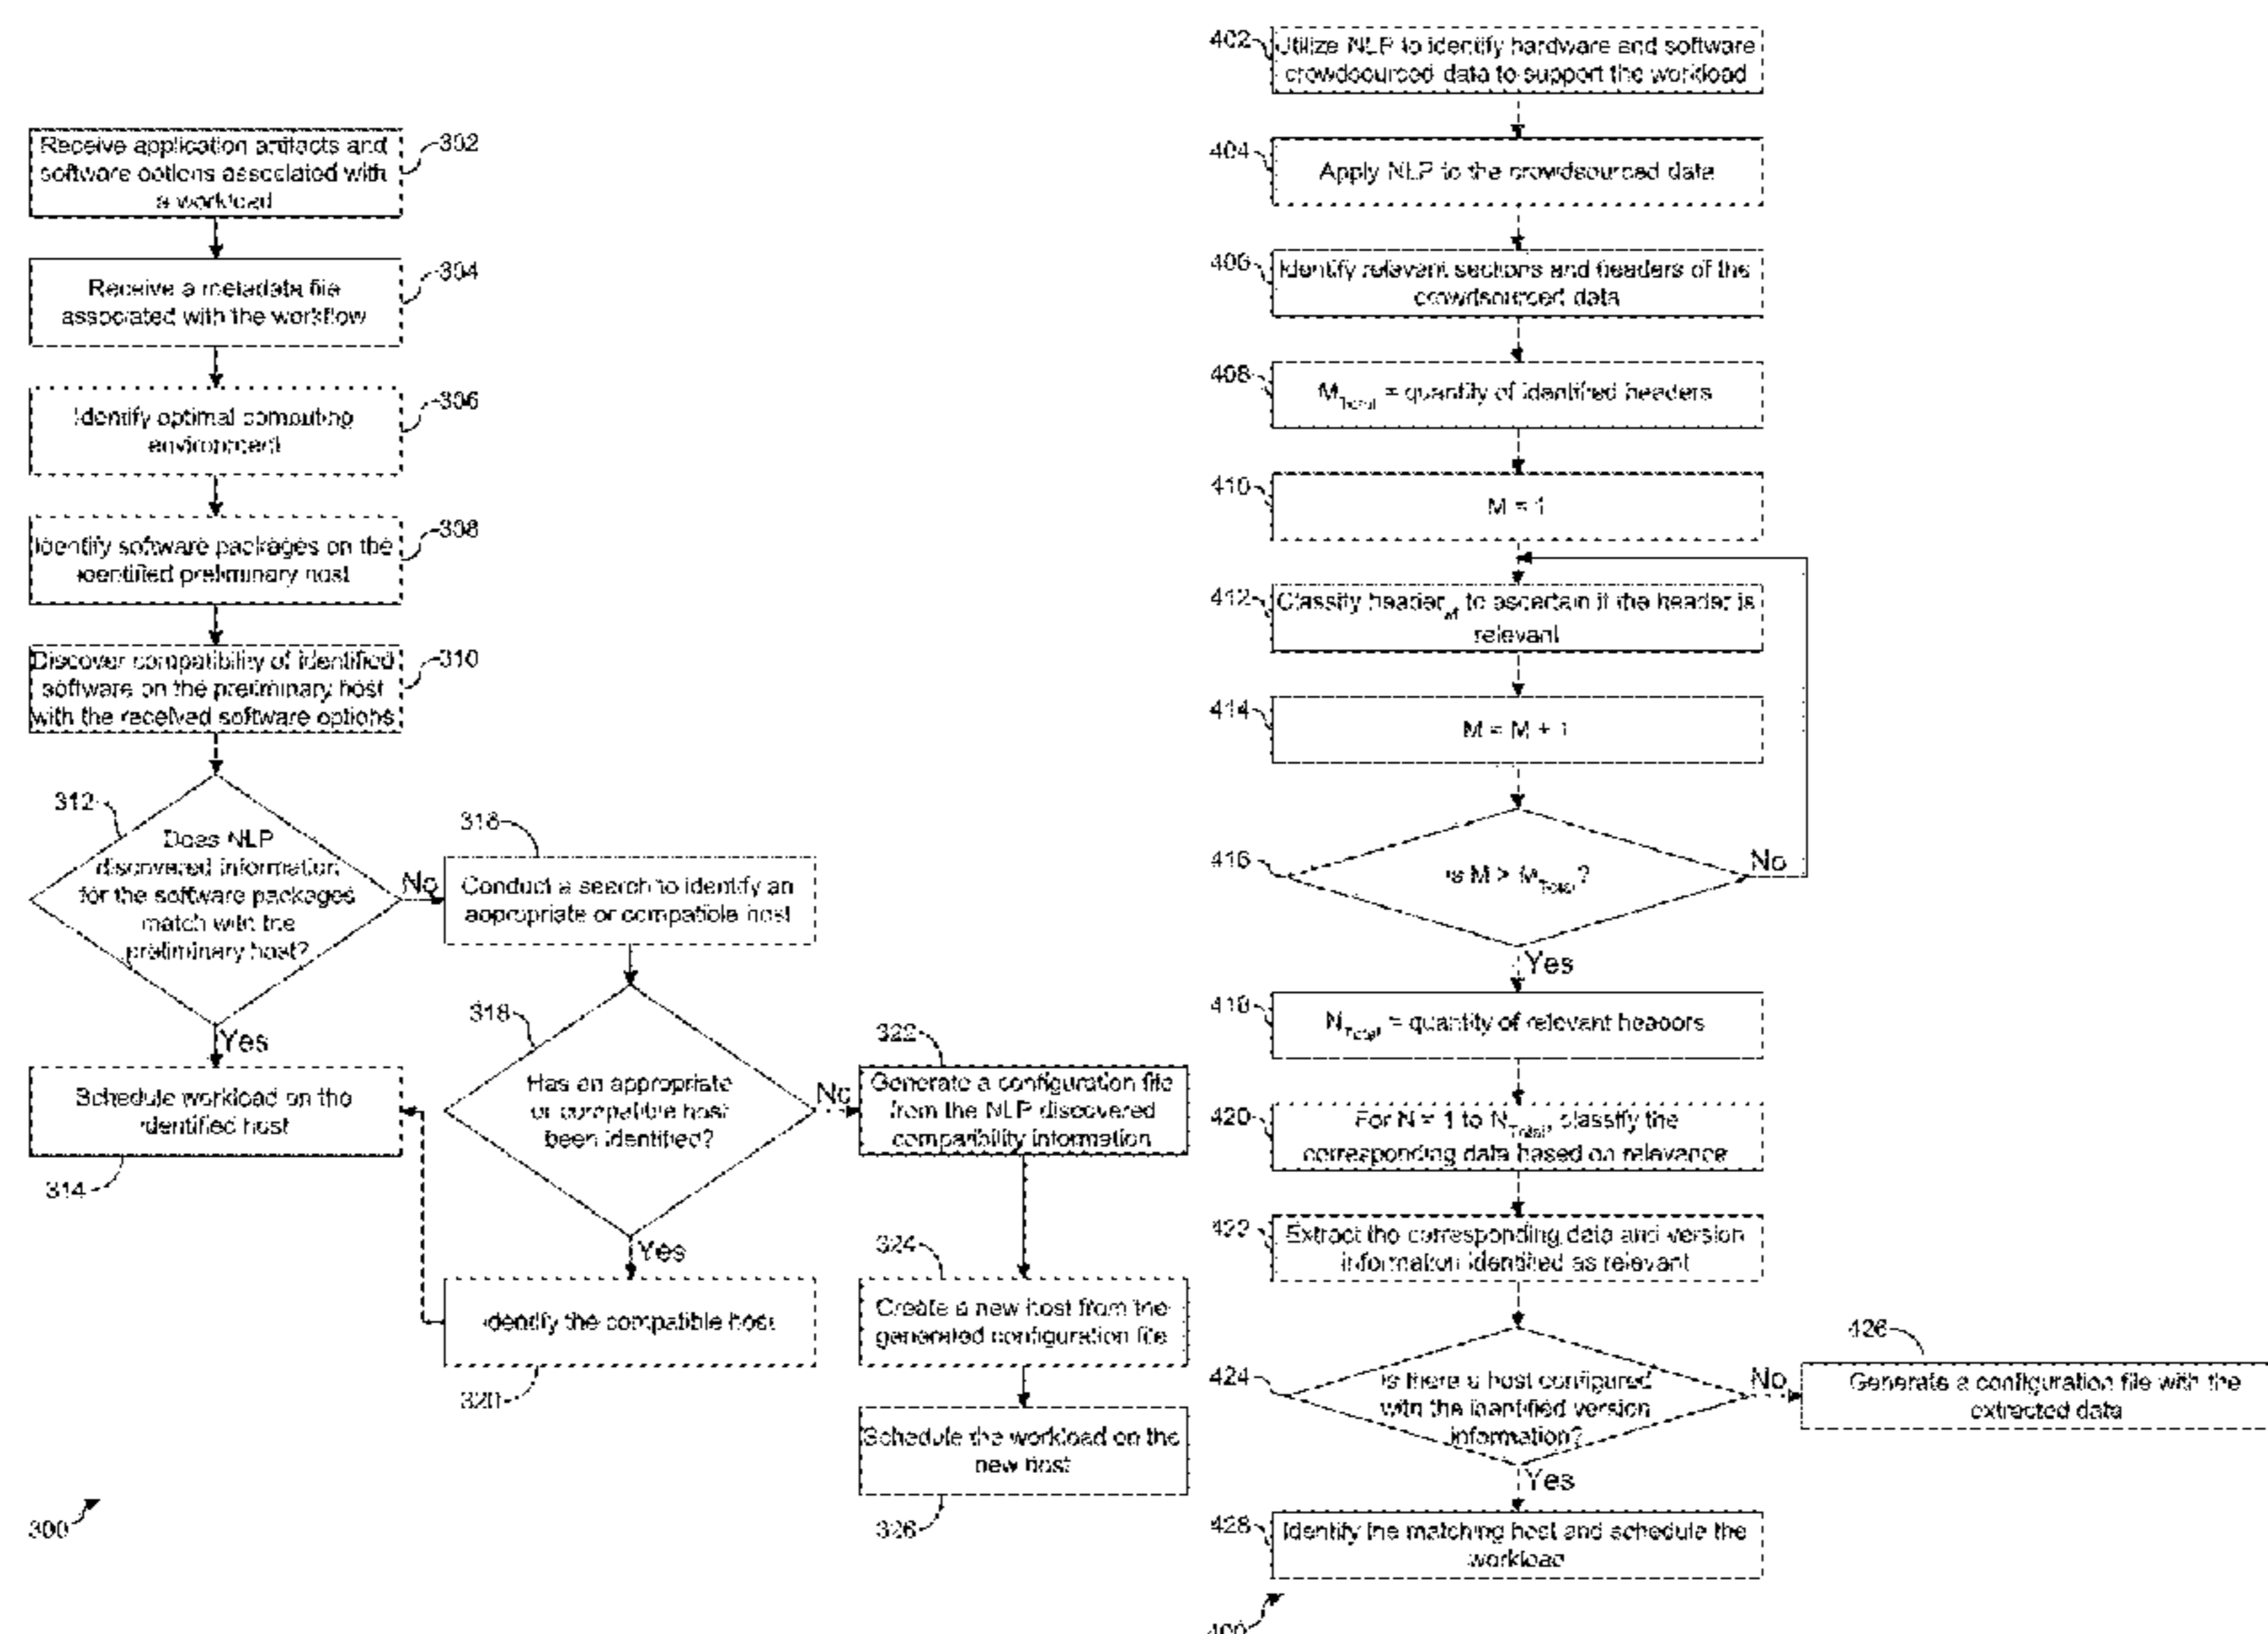 302
Receive application artifacts and
software options associated with
a workload
304
Receive a metadata file
associated with the workflow
306
Identify optimal computing
environment
308
Identify software packages on the
identified preliminary host
310
Discover compatibility of identified
software on the preliminary host
with the received software options
312
Does NLP
discovered information
for the software packages
match with the
preliminary host?
No
Yes
314
Schedule workload on the
identified host
316
Conduct a search to identify an
appropriate or compatible host
318
Has an appropriate
or compatible host
been identified?
No
Yes
320
Identify the compatible host
322
Generate a configuration file
from the NLP discovered
compatibility information
324
Create a new host from the
generated configuration file
Schedule the workload on the
new host
326
300
402
Utilize NLP to identify hardware and software
crowdsourced data to support the workload
404
Apply NLP to the crowdsourced data
406
Identify relevant sections and headers of the
crowdsourced data
408
M_Total = quantity of identified headers
410
M = 1
412
Classify header_M to ascertain if the header is
relevant
414
M = M + 1
416
Is M > M_Total?
No
Yes
418
N_Total = quantity of relevant headers
420
For N = 1 to N_Total, classify the
corresponding data based on relevance
422
Extract the corresponding data and version
information identified as relevant
424
Is there a host configured
with the identified version
information?
No
Yes
426
Generate a configuration file with the
extracted data
428
Identify the matching host and schedule the
workload
400